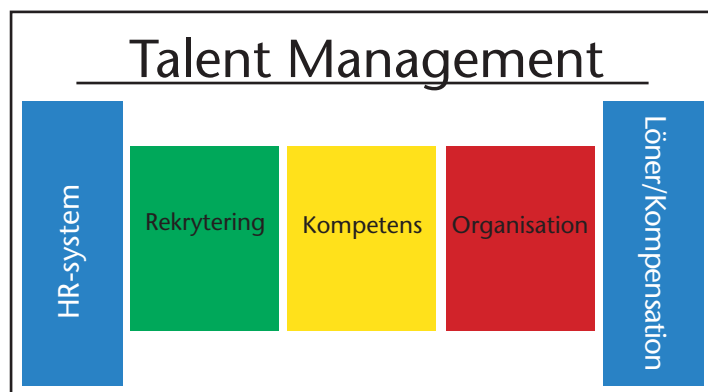 Talent Management
HR-system
Rekrytering
Kompetens
Organisation
Löner/Kompensation